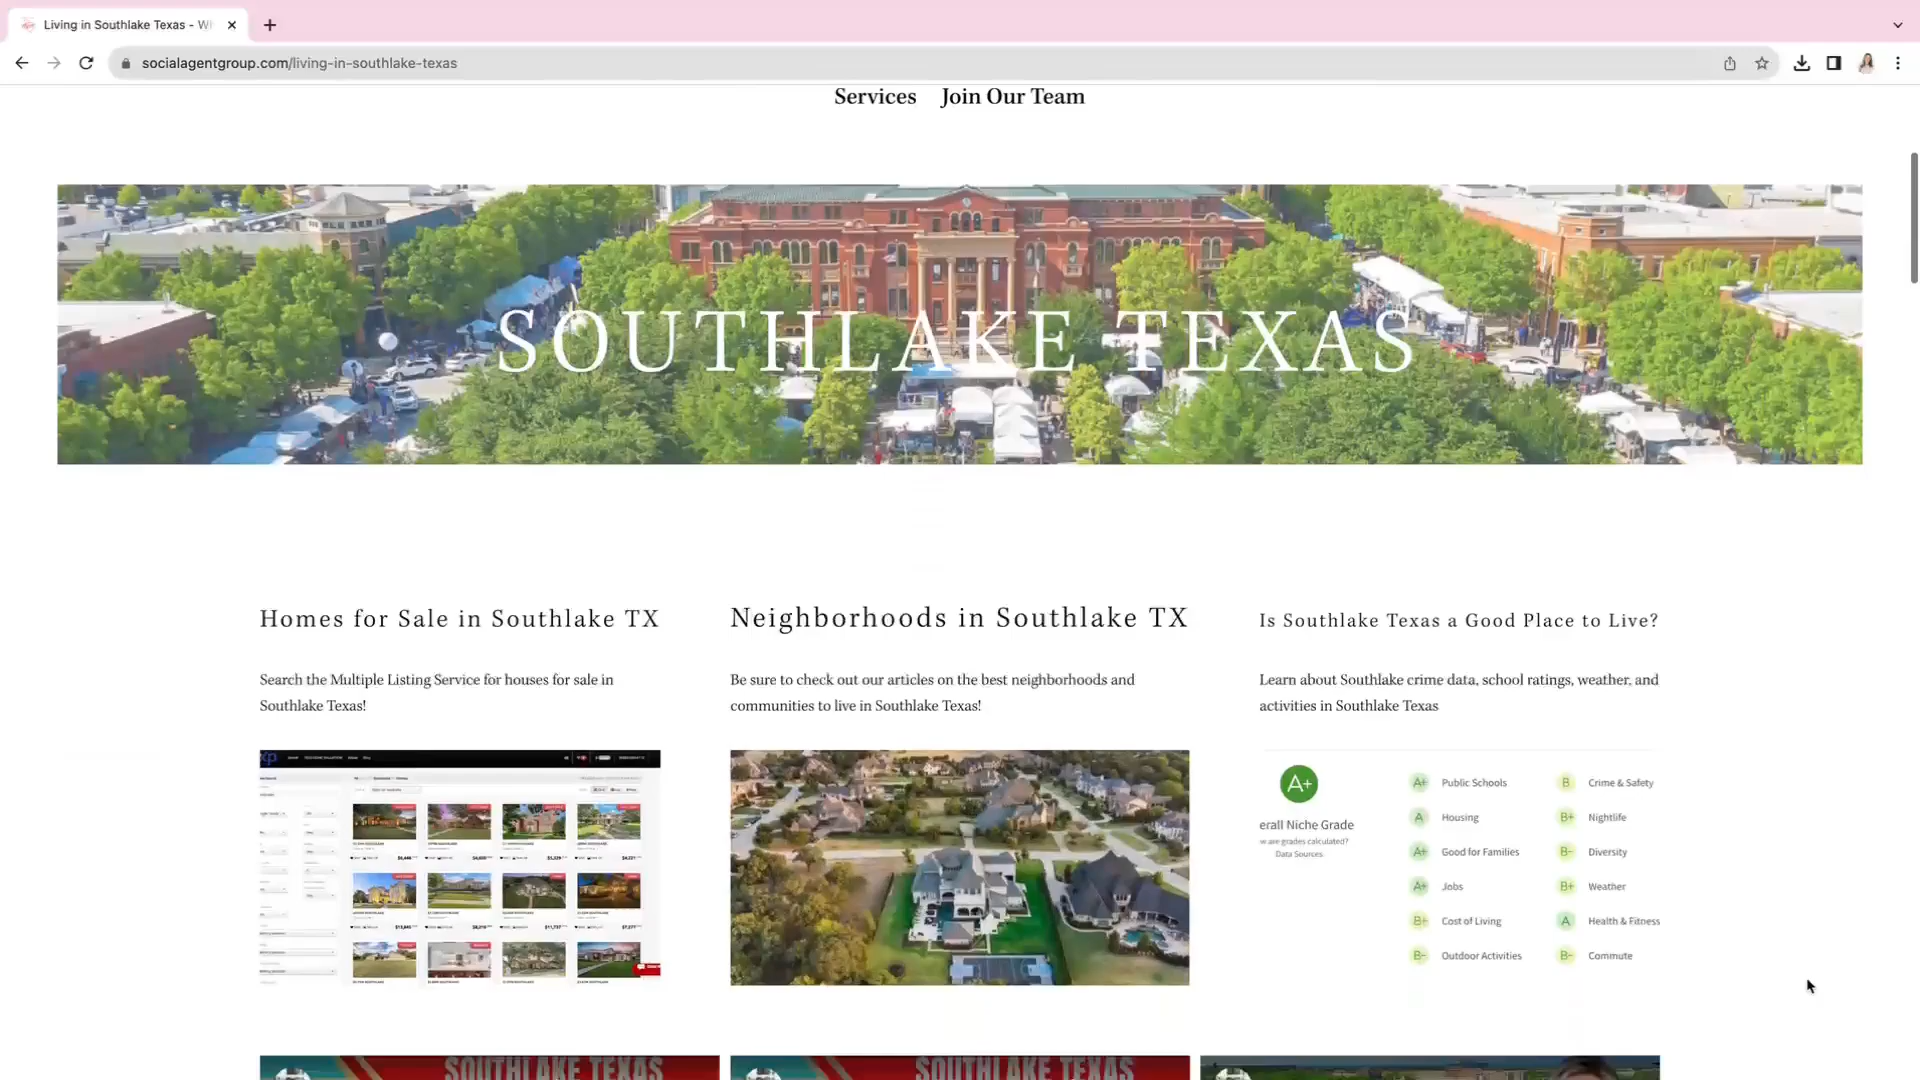 Living in Southlake Texas - W
socialagentgroup.com/living-in-southlake-texas
Services Join Our Team
SOUTHLAKE TEXAS
Homes for Sale in Southlake TX
Search the Multiple Listing Service for houses for sale in
Southlake Texas!
Neighborhoods in Southlake TX
Be sure to check out our articles on the best neighborhoods and
communities to live in Southlake Texas!
Is Southlake Texas a Good Place to Live?
Learn about Southlake crime data, school ratings, weather, and
activities in Southlake Texas
A+
erall Niche Grade
w are grades calculated?
Data Sources
A+ Public Schools
A Housing
A+ Good for Families
A+ Jobs
B+ Cost of Living
B- Outdoor Activities
B Crime & Safety
B+ Nightlife
B- Diversity
B+ Weather
A Health & Fitness
B- Commute
SOUTHLAKE TEXAS
SOUTHLAKE TEXAS